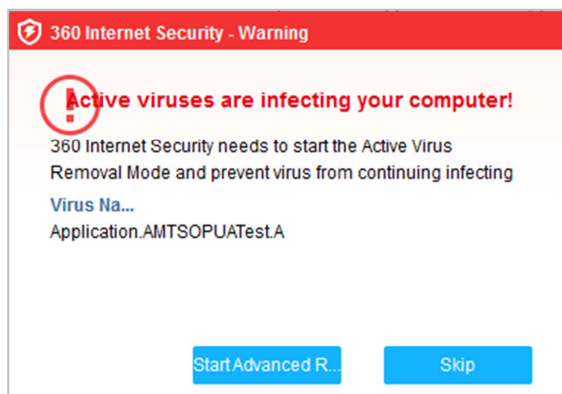 360 Internet Security - Warning
Active viruses are infecting your computer!
360 Internet Security needs to start the Active Virus
Removal Mode and prevent virus from continuing infecting
Virus Na...
Application.AMTSOPUATest.A
Start Advanced R...
Skip